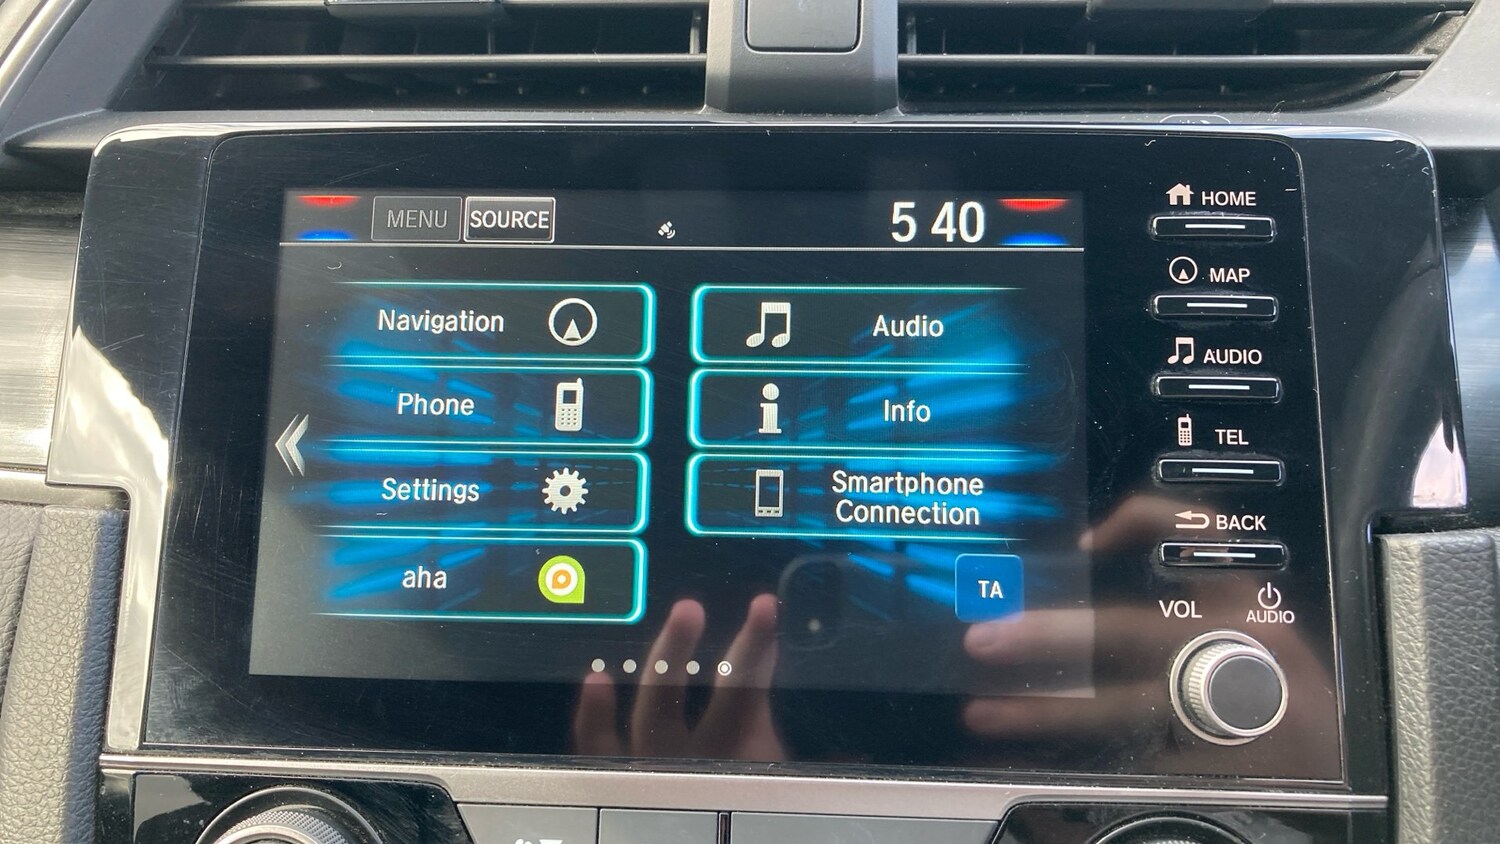 MENU SOURCE 5 40
Navigation
Audio
Phone
Info
Settings
Smartphone
Connection
aha
TA
HOME
MAP
AUDIO
TEL
BACK
VOL
AUDIO